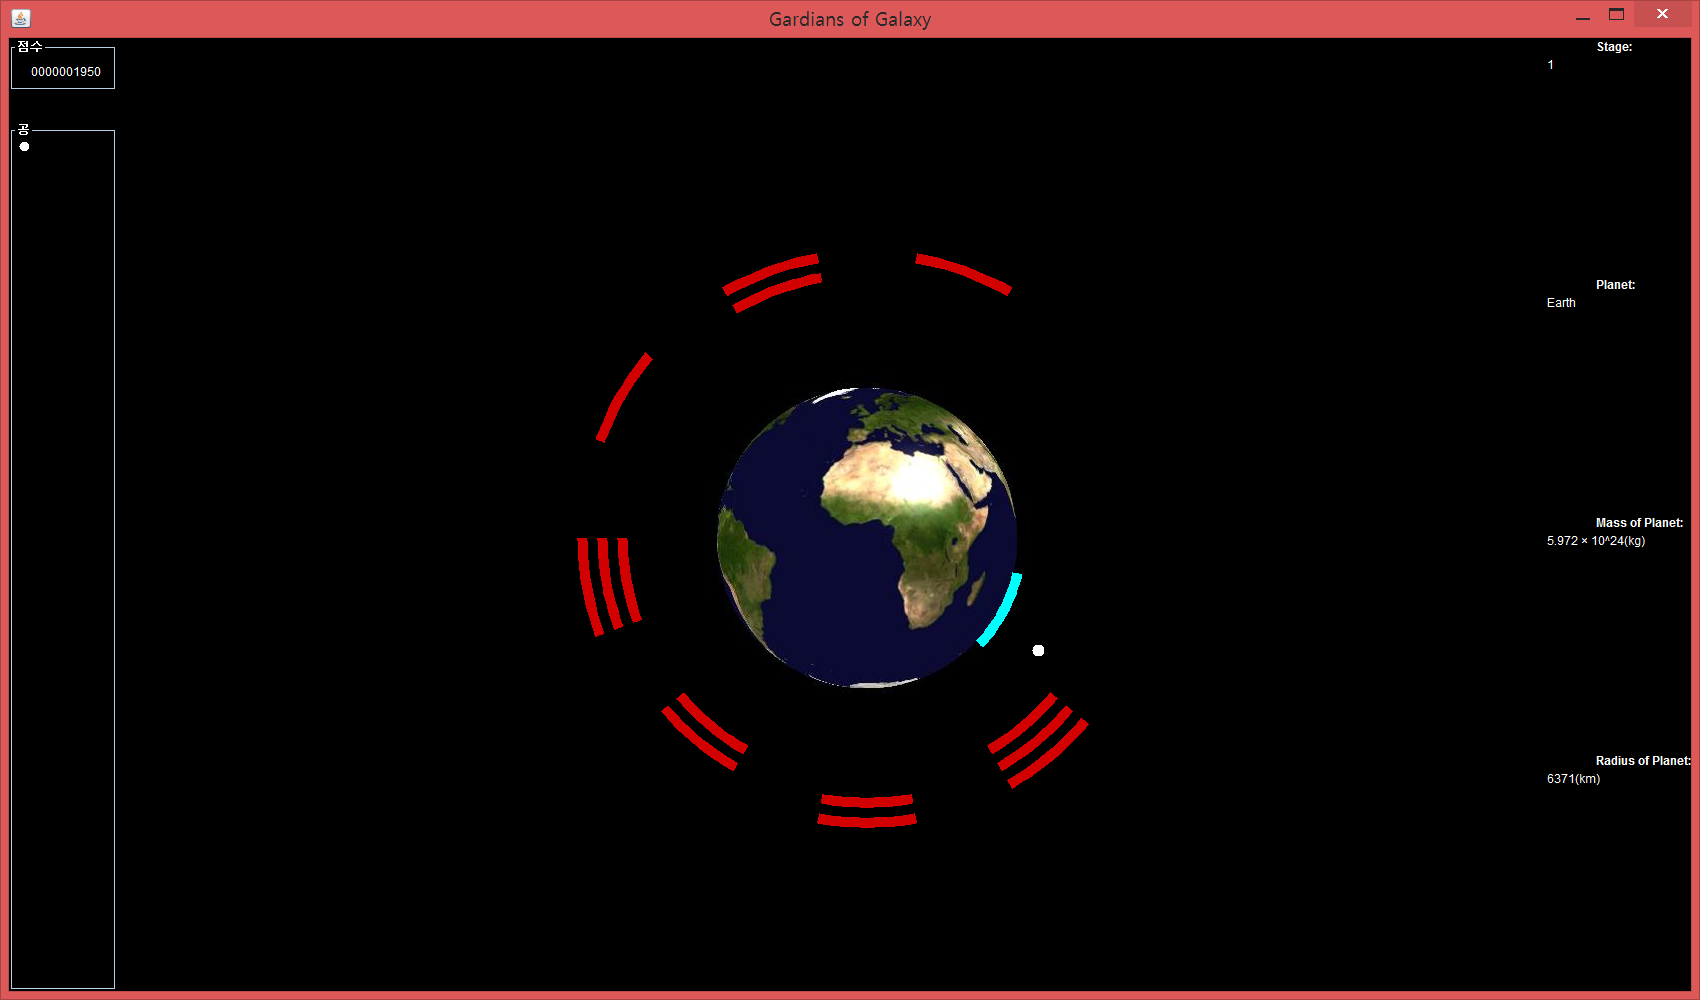 Gardians of Galaxy
점수
0000001950
공
Stage:
1
Planet:
Earth
Mass of Planet:
5.972 × 10^24(kg)
Radius of Planet:
6371(km)